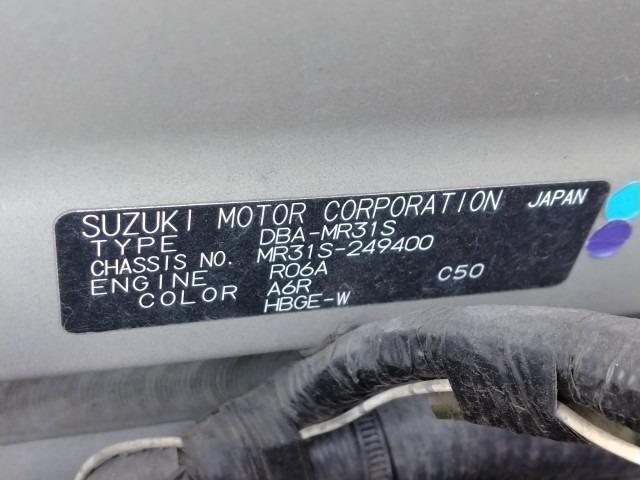 SUZUKI MOTOR CORPORATION JAPAN
TYPE DBA-MR31S
CHASSIS NO. MR31S-249400
ENGINE R06A C50
COLOR A6R
HBGE-W